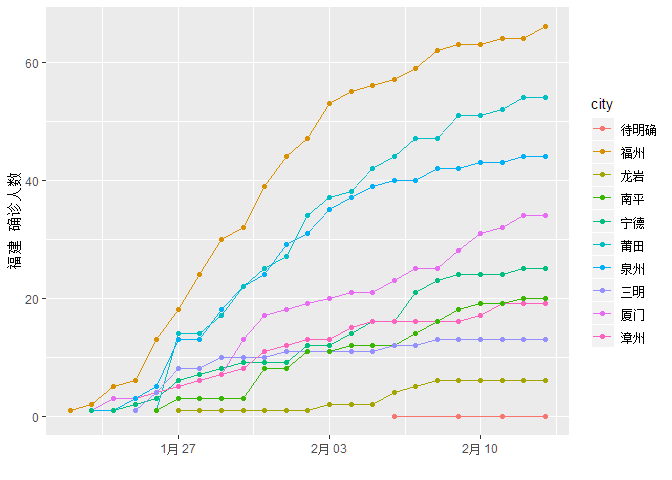 福建 确诊人数
60
40
20
0
1月 27
2月 03
2月 10
city
待明确
福州
龙岩
南平
宁德
莆田
泉州
三明
厦门
漳州